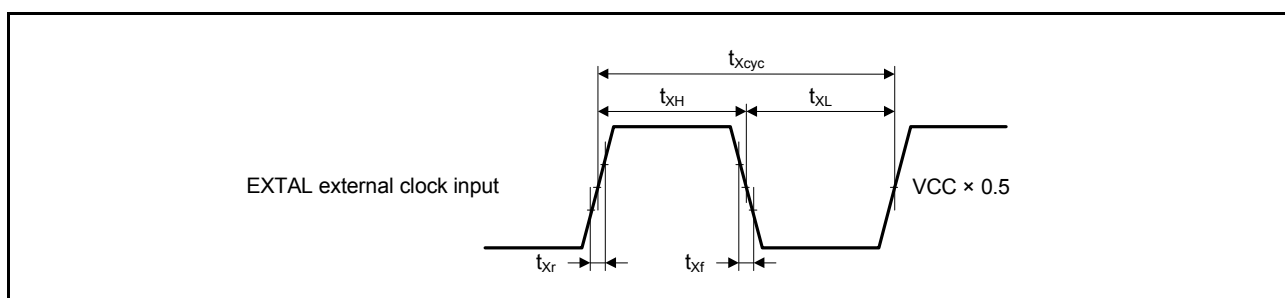 tXcyc
tXH
tXL
EXTAL external clock input
VCC × 0.5
tXr
tXf